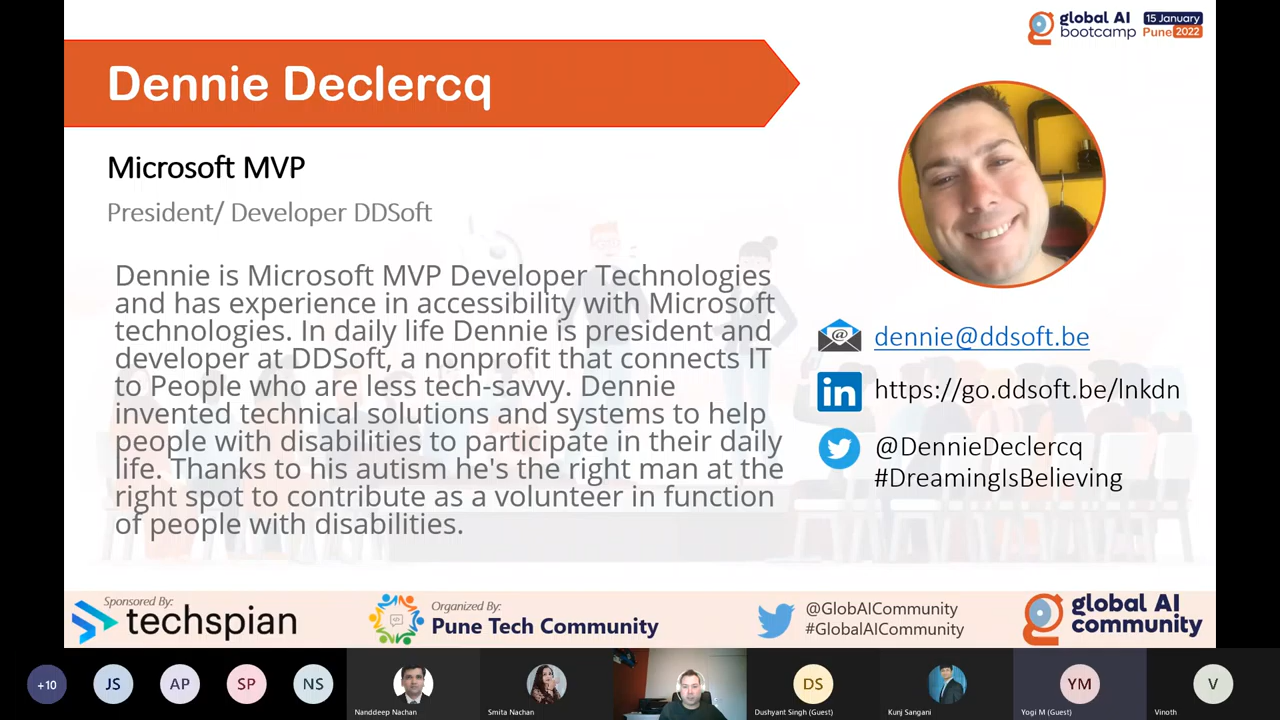 global AI
bootcamp
15 January
Pune 2022
Dennie Declercq
Microsoft MVP
President/ Developer DDSoft
Dennie is Microsoft MVP Developer Technologies
and has experience in accessibility with Microsoft
technologies. In daily life Dennie is president and
developer at DDSoft, a nonprofit that connects IT
to People who are less tech-savvy. Dennie
invented technical solutions and systems to help
people with disabilities to participate in their daily
life. Thanks to his autism he's the right man at the
right spot to contribute as a volunteer in function
of people with disabilities.
dennie@ddsoft.be
https://go.ddsoft.be/lnkdn
@DennieDeclercq
#DreamingIsBelieving
Sponsored By:
techspian
Organized By:
Pune Tech Community
@GlobAICommunity
#GlobalAICommunity
global AI
community
+10
JS
AP
SP
NS
Nanddeep Nachan
Smita Nachan
DS
Dushyant Singh (Guest)
Kunj Sangani
YM
Yogi M (Guest)
V
Vinoth